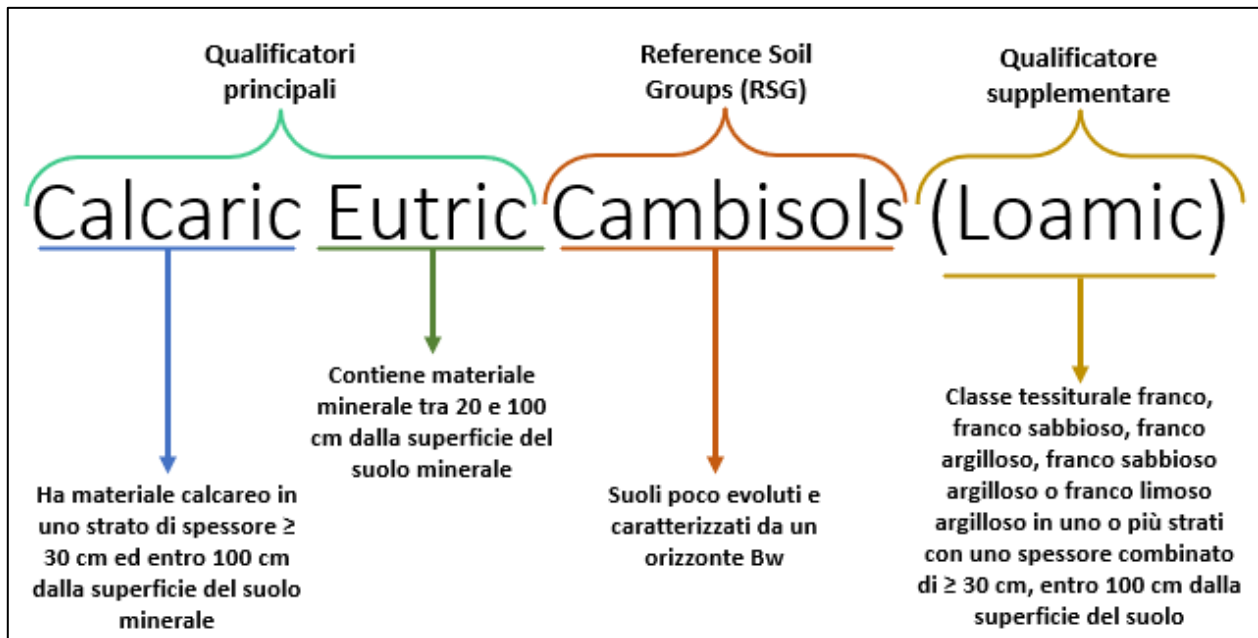 Qualificatori
principali
Reference Soil
Groups (RSG)
Qualificatore
supplementare
Calcaric Eutric Cambisols (Loamic)
Ha materiale calcareo in
uno strato di spessore ≥
30 cm ed entro 100 cm
dalla superficie del suolo
minerale
Contiene materiale
minerale tra 20 e 100
cm dalla superficie del
suolo minerale
Suoli poco evoluti e
caratterizzati da un
orizzonte Bw
Classe tessiturale franco,
franco sabbioso, franco
argilloso, franco sabbioso
argilloso o franco limoso
argilloso in uno o più strati
con uno spessore combinato
di ≥ 30 cm, entro 100 cm dalla
superficie del suolo